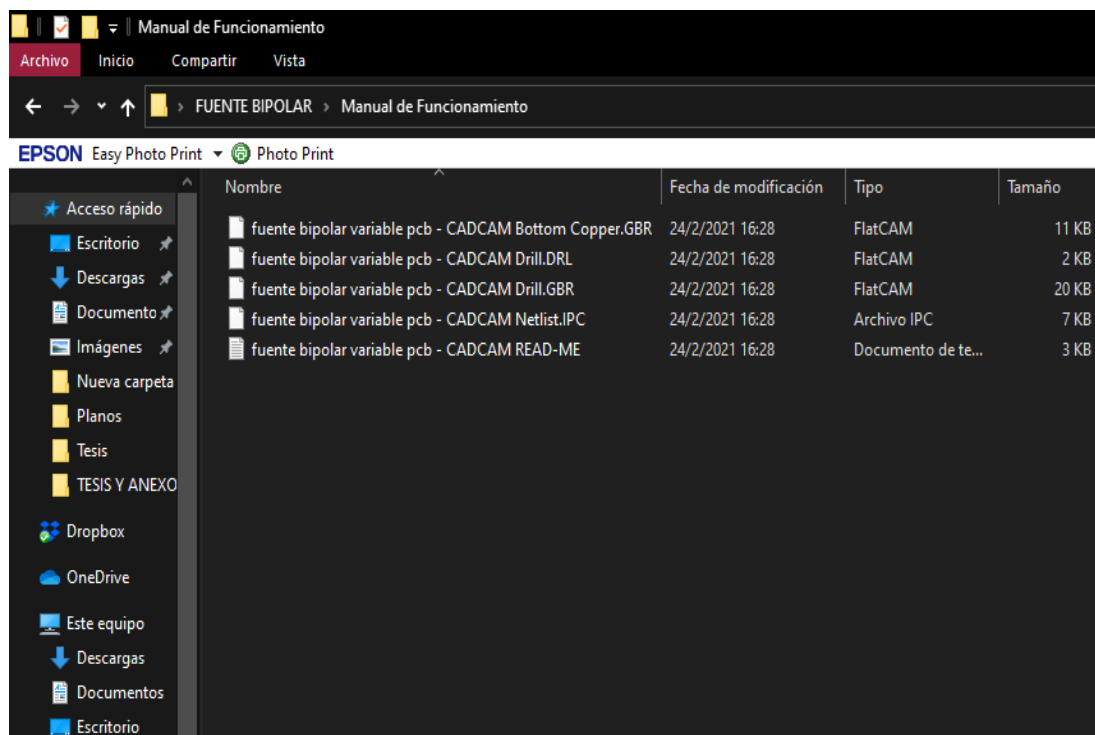 Manual de Funcionamiento
Archivo Inicio Compartir Vista
FUENTE BIPOLAR > Manual de Funcionamiento
EPSON Easy Photo Print Photo Print
Nombre Fecha de modificación Tipo Tamaño
fuente bipolar variable pcb - CADCAM Bottom Copper.GBR 24/2/2021 16:28 FlatCAM 11 KB
fuente bipolar variable pcb - CADCAM Drill.DRL 24/2/2021 16:28 FlatCAM 2 KB
fuente bipolar variable pcb - CADCAM Drill.GBR 24/2/2021 16:28 FlatCAM 20 KB
fuente bipolar variable pcb - CADCAM Netlist.IPC 24/2/2021 16:28 Archivo IPC 7 KB
fuente bipolar variable pcb - CADCAM READ-ME 24/2/2021 16:28 Documento de te... 3 KB
Acceso rápido
Escritorio
Descargas
Documento
Imágenes
Nueva carpeta
Planos
Tesis
TESIS Y ANEXO
Dropbox
OneDrive
Este equipo
Descargas
Documentos
Escritorio